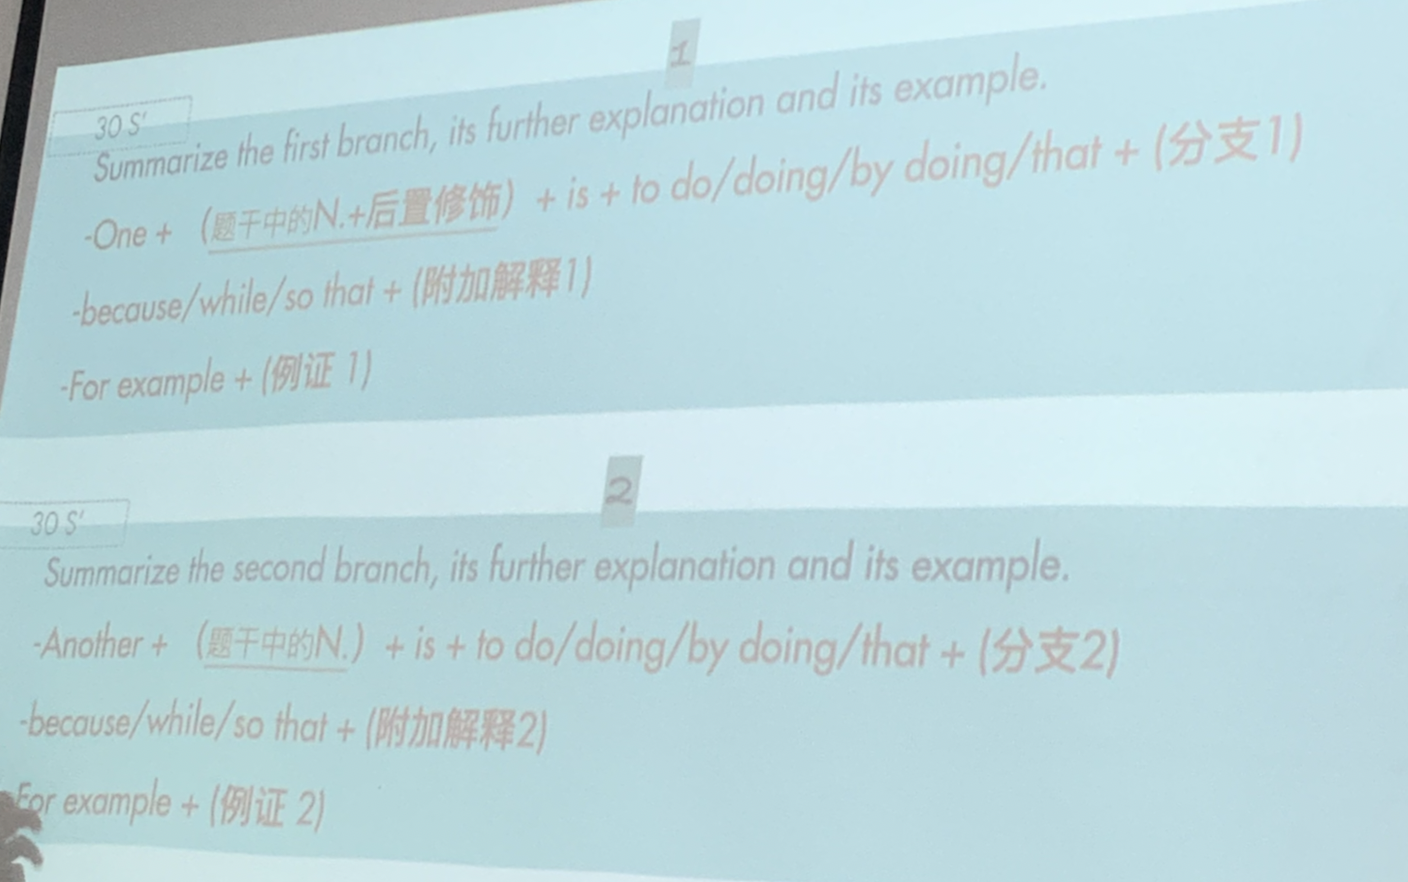 1
30 S'
Summarize the first branch, its further explanation and its example.
-One + （题干中的N.+后置修饰）+ is + to do/doing/by doing/that + (分支1)
-because/while/so that + (附加解释1)
-For example + (例证 1)
2
30 S'
Summarize the second branch, its further explanation and its example.
-Another + （题干中的N.）+ is + to do/doing/by doing/that + (分支2)
-because/while/so that + (附加解释2)
For example + (例证 2)